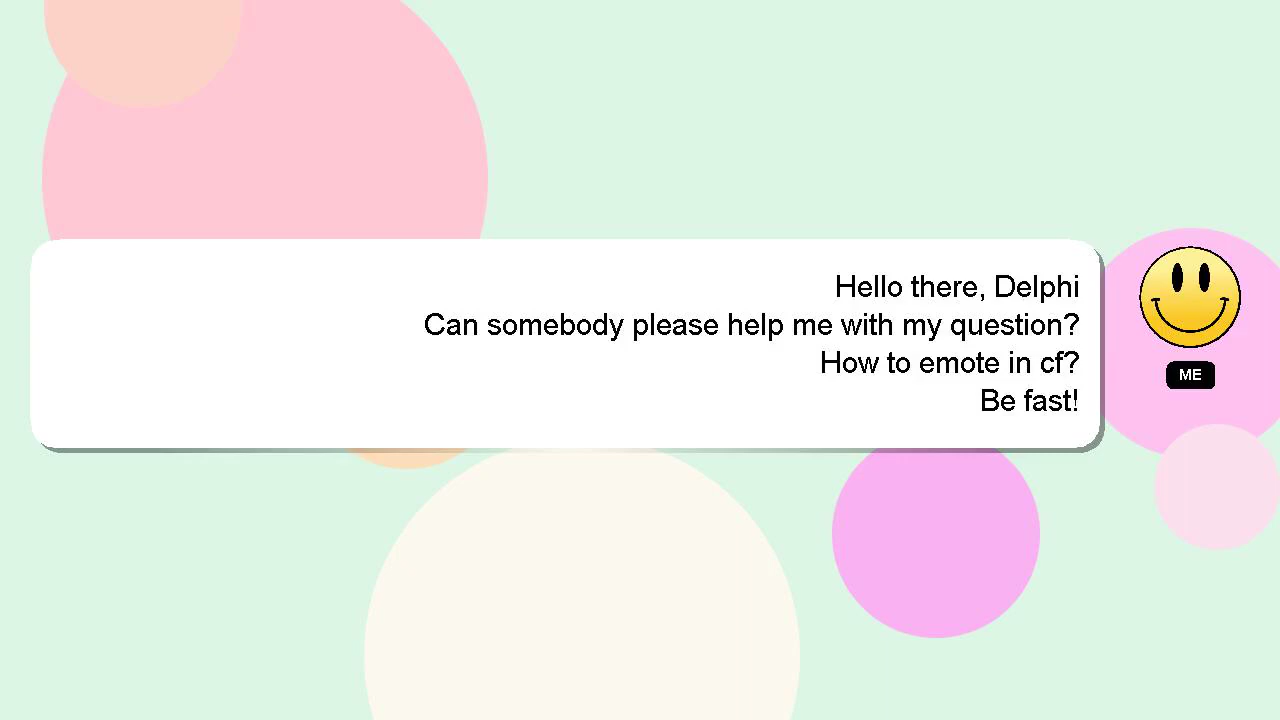 Hello there, Delphi
Can somebody please help me with my question?
How to emote in cf?
Be fast!
ME